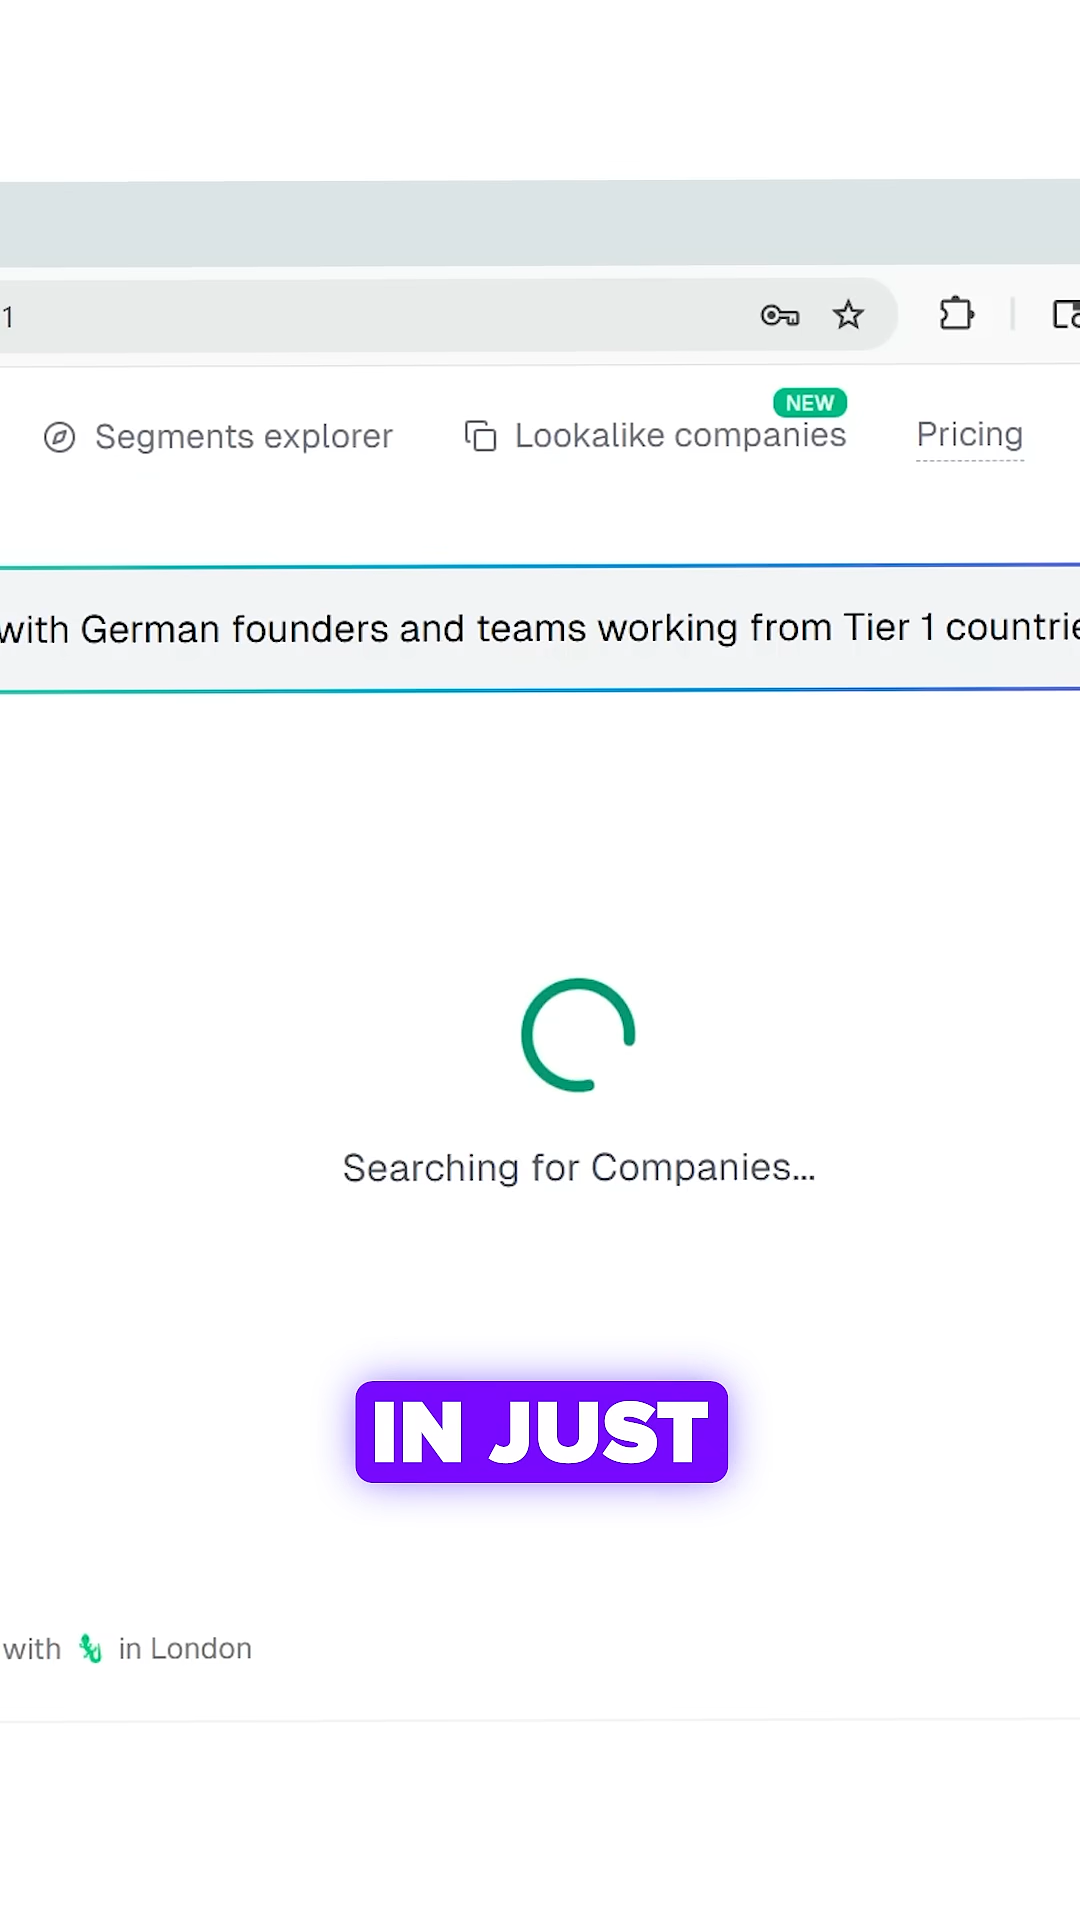 1
NEW
Segments explorer
Lookalike companies
Pricing
with German founders and teams working from Tier 1 countrie
Searching for Companies...
IN JUST
with in London